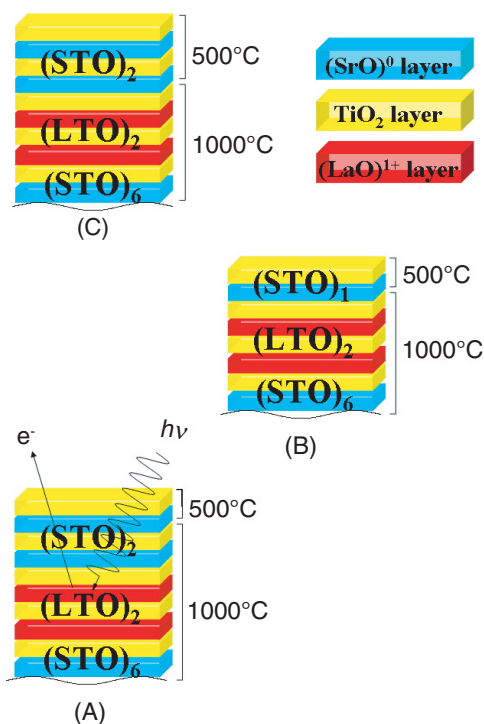 (STO)2
500°C
(LTO)2
1000°C
(STO)6
(C)
(SrO)0 layer
TiO2 layer
(LaO)1+ layer
(STO)1
500°C
(LTO)2
1000°C
(STO)6
(B)
e-
hν
(STO)2
500°C
(LTO)2
1000°C
(STO)6
(A)